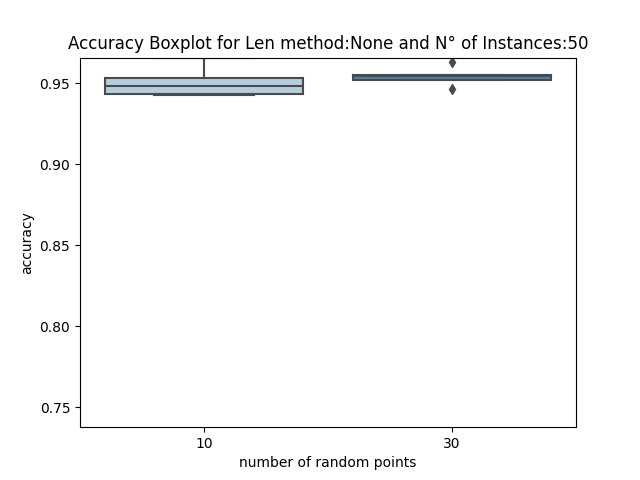 Accuracy Boxplot for Len method:None and N° of Instances:50
0.95
0.90
0.85
0.80
0.75
accuracy
10
30
number of random points